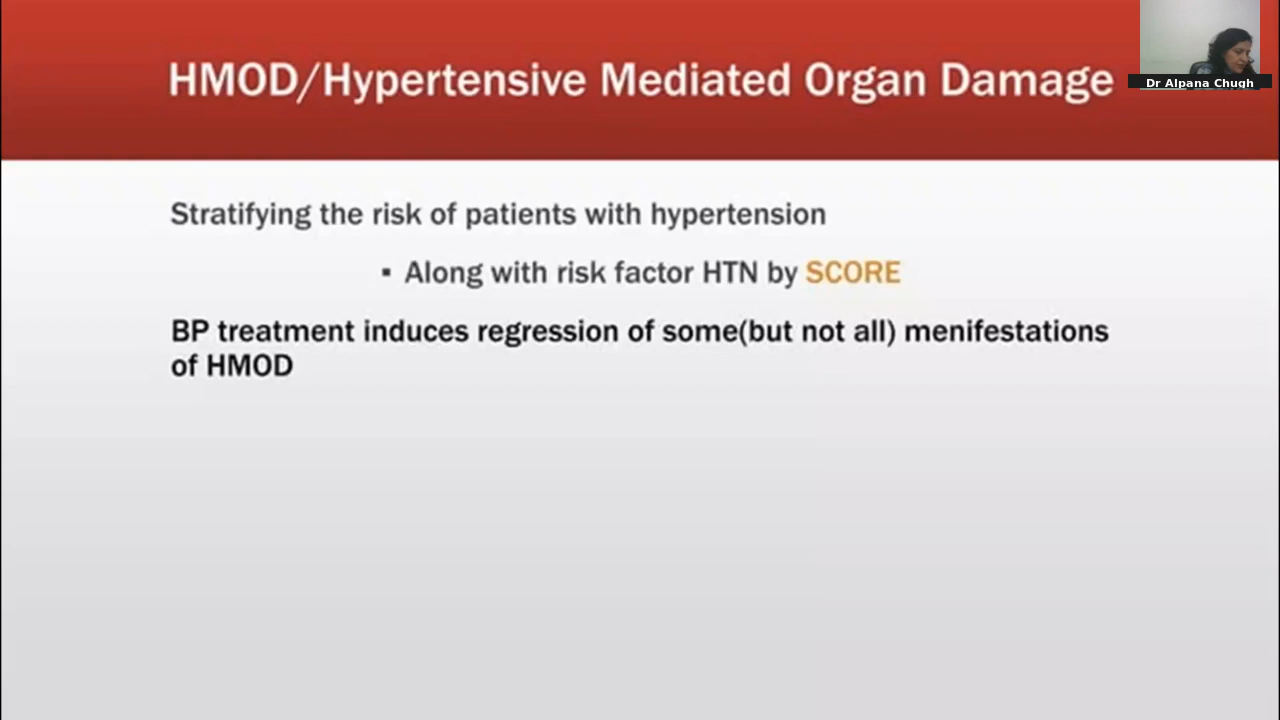 HMOD/Hypertensive Mediated Organ Damage
Dr Alpana Chugh
Stratifying the risk of patients with hypertension
▪ Along with risk factor HTN by SCORE
BP treatment induces regression of some(but not all) menifestations
of HMOD